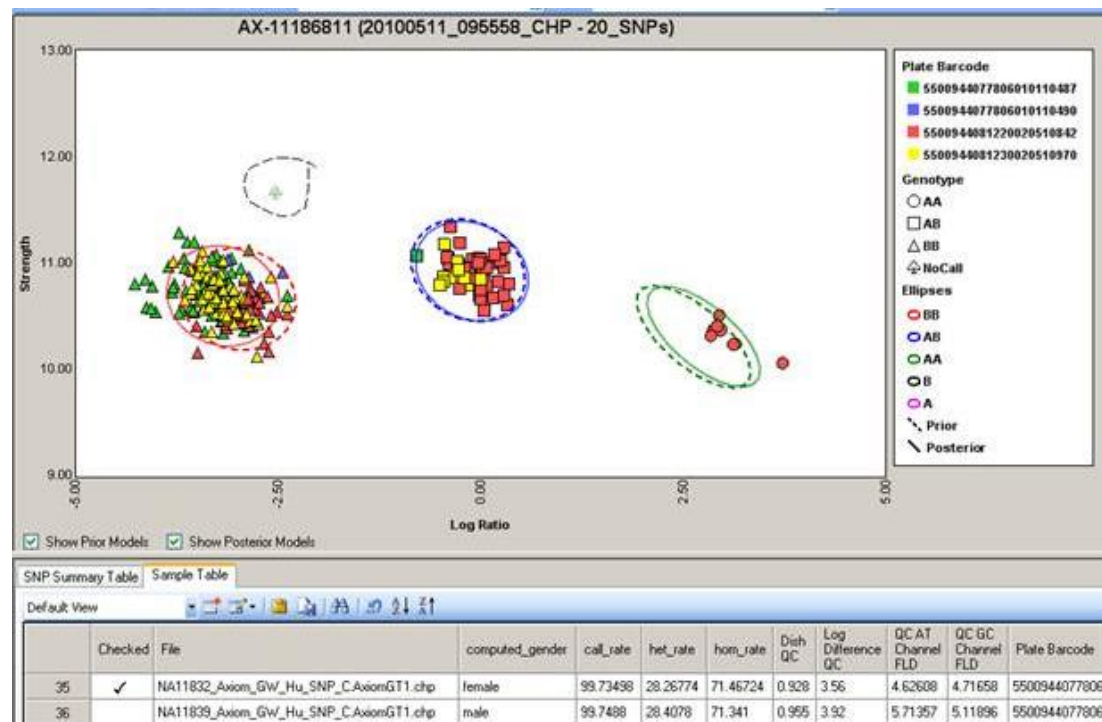 AX-11186811 (20100511_095558_CHP - 20_SNPs)
13.00
12.00
11.00
10.00
9.00
Strength
-5.00
-2.50
0.00
2.50
5.00
Log Ratio
Plate Barcode
5500944077806010110487
5500944077806010110490
5500944081220020510842
5500944081230020510970
Genotype
AA
AB
BB
NoCall
Ellipses
BB
AB
AA
B
A
Prior
Posterior
Show Prior Models Show Posterior Models
SNP Summary Table Sample Table
Default View
Checked File computed_gender call_rate het_rate hom_rate Dish QC Log Difference QC QC AT Channel FLD QC GC Channel FLD Plate Barcode
35 NA11832_Axiom_GW_Hu_SNP_C.AxiomGT1.chp female 99.73498 28.26774 71.46724 0.928 3.56 4.62608 4.71658 5500944077806
36 NA11839_Axiom_GW_Hu_SNP_C.AxiomGT1.chp male 99.7488 28.4078 71.341 0.955 3.92 5.71357 5.11896 5500944077806